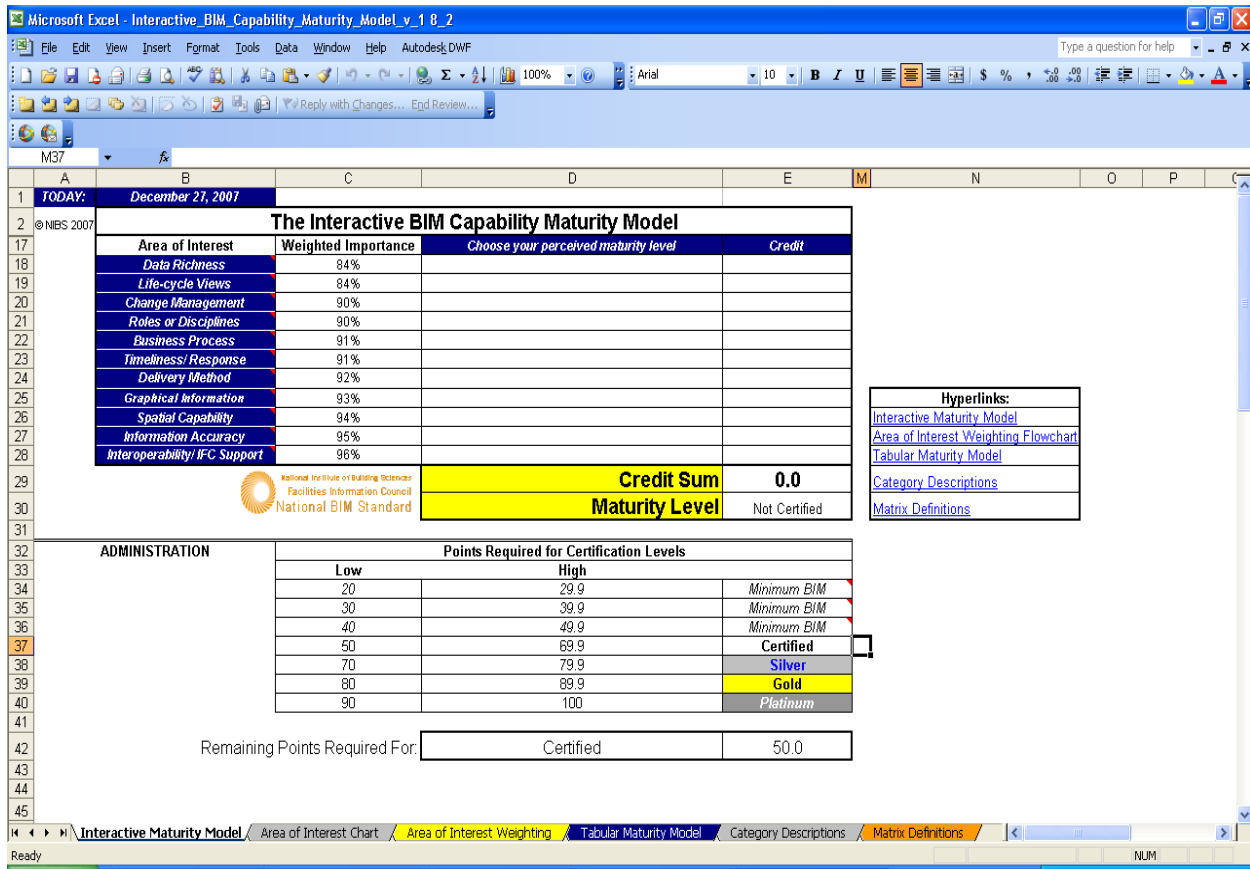 Microsoft Excel - Interactive_BIM_Capability_Maturity_Model_v_1 8_2
File Edit View Insert Format Tools Data Window Help Autodesk DWF Type a question for help
100% Arial 10 B I U $ % ,
Reply with Changes... End Review...
M37 fx
A B C D E M N O P
1 TODAY: December 27, 2007
2 © NIBS 2007 The Interactive BIM Capability Maturity Model
17 Area of Interest Weighted Importance Choose your perceived maturity level Credit
18 Data Richness 84%
19 Life-cycle Views 84%
20 Change Management 90%
21 Roles or Disciplines 90%
22 Business Process 91%
23 Timeliness/ Response 91%
24 Delivery Method 92%
25 Graphical Information 93% Hyperlinks:
26 Spatial Capability 94% Interactive Maturity Model
27 Information Accuracy 95% Area of Interest Weighting Flowchart
28 Interoperability/ IFC Support 96% Tabular Maturity Model
National Institute of Building Sciences
29 Facilities Information Council Credit Sum 0.0 Category Descriptions
30 National BIM Standard Maturity Level Not Certified Matrix Definitions
31
32 ADMINISTRATION Points Required for Certification Levels
33 Low High
34 20 29.9 Minimum BIM
35 30 39.9 Minimum BIM
36 40 49.9 Minimum BIM
37 50 69.9 Certified
38 70 79.9 Silver
39 80 89.9 Gold
40 90 100 Platinum
41
42 Remaining Points Required For: Certified 50.0
43
44
45
Interactive Maturity Model Area of Interest Chart Area of Interest Weighting Tabular Maturity Model Category Descriptions Matrix Definitions
Ready NUM